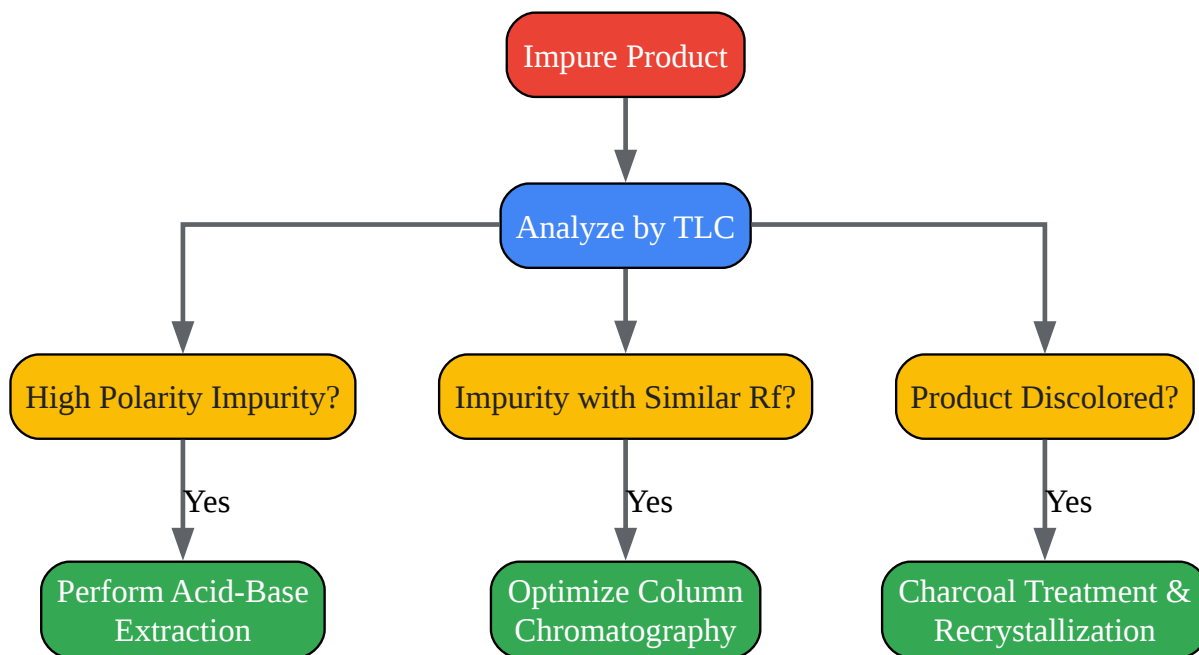 Impure Product
Analyze by TLC
High Polarity Impurity?
Impurity with Similar Rf?
Product Discolored?
Yes
Yes
Yes
Perform Acid-Base
Extraction
Optimize Column
Chromatography
Charcoal Treatment &
Recrystallization